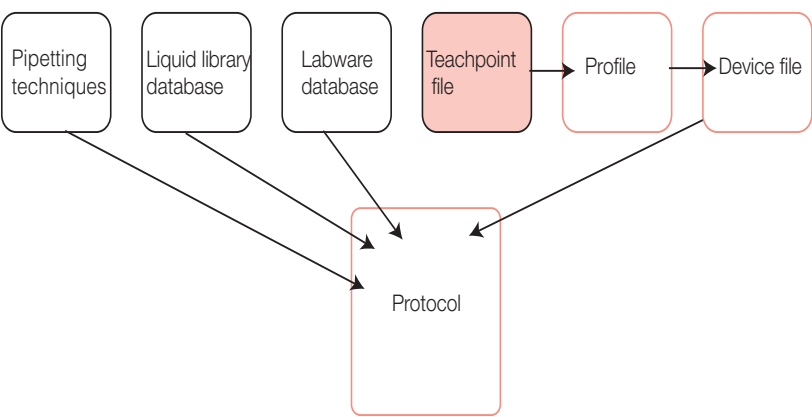 Pipetting
techniques
Liquid library
database
Labware
database
Teachpoint
file
Profile
Device file
Protocol